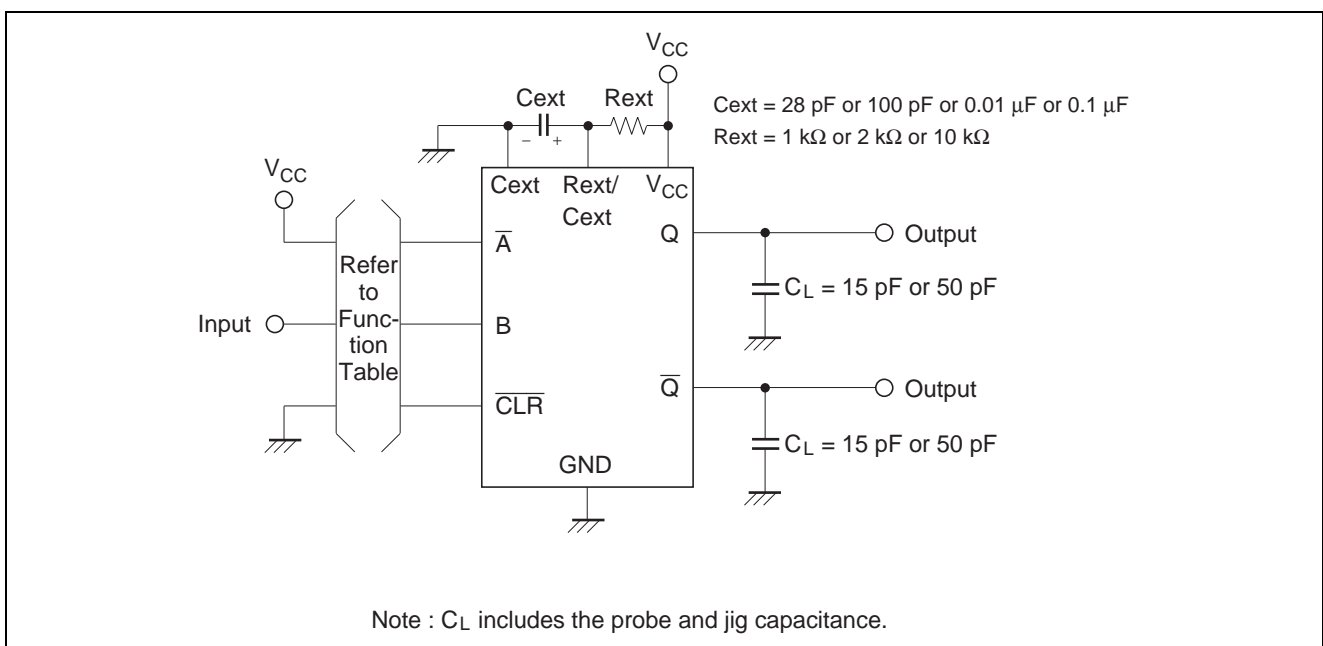 VCC
Cext
Rext
Cext = 28 pF or 100 pF or 0.01 μF or 0.1 μF
Rext = 1 kΩ or 2 kΩ or 10 kΩ
− +
VCC
Cext
Rext/
Cext
VCC
A̅
Q
Output
Refer
to
Func-
tion
Table
CL = 15 pF or 50 pF
Input
B
C̅L̅R̅
Q̅
Output
CL = 15 pF or 50 pF
GND
Note : CL includes the probe and jig capacitance.